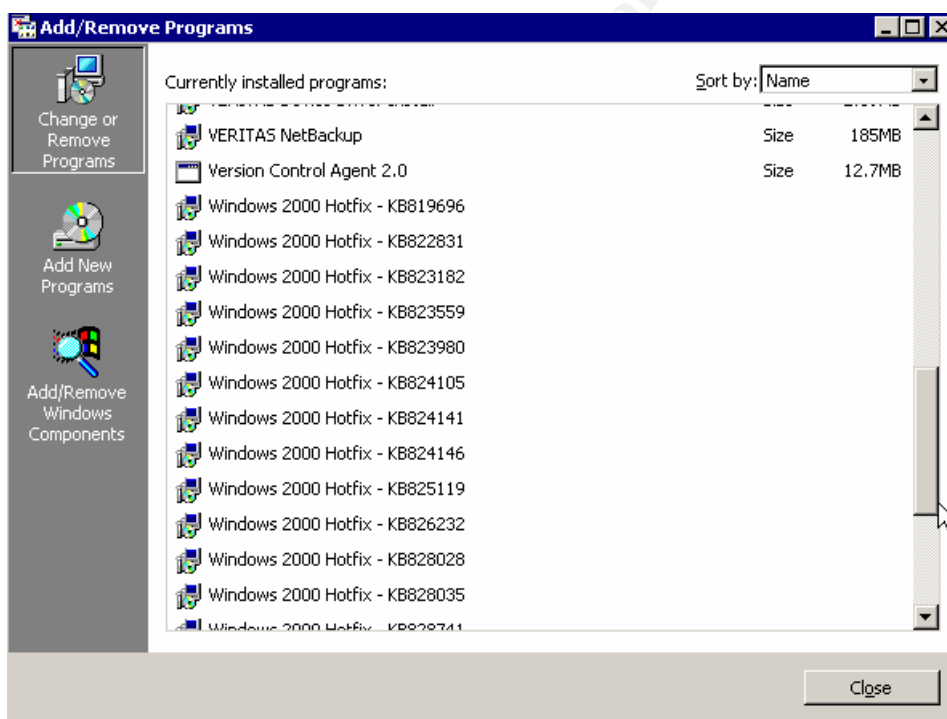 Add/Remove Programs
Change or
Remove
Programs
Add New
Programs
Add/Remove
Windows
Components
Currently installed programs:
Sort by: Name
VERITAS NetBackup Size 185MB
Version Control Agent 2.0 Size 12.7MB
Windows 2000 Hotfix - KB819696
Windows 2000 Hotfix - KB822831
Windows 2000 Hotfix - KB823182
Windows 2000 Hotfix - KB823559
Windows 2000 Hotfix - KB823980
Windows 2000 Hotfix - KB824105
Windows 2000 Hotfix - KB824141
Windows 2000 Hotfix - KB824146
Windows 2000 Hotfix - KB825119
Windows 2000 Hotfix - KB826232
Windows 2000 Hotfix - KB828028
Windows 2000 Hotfix - KB828035
Windows 2000 Hotfix - KB828741
Close